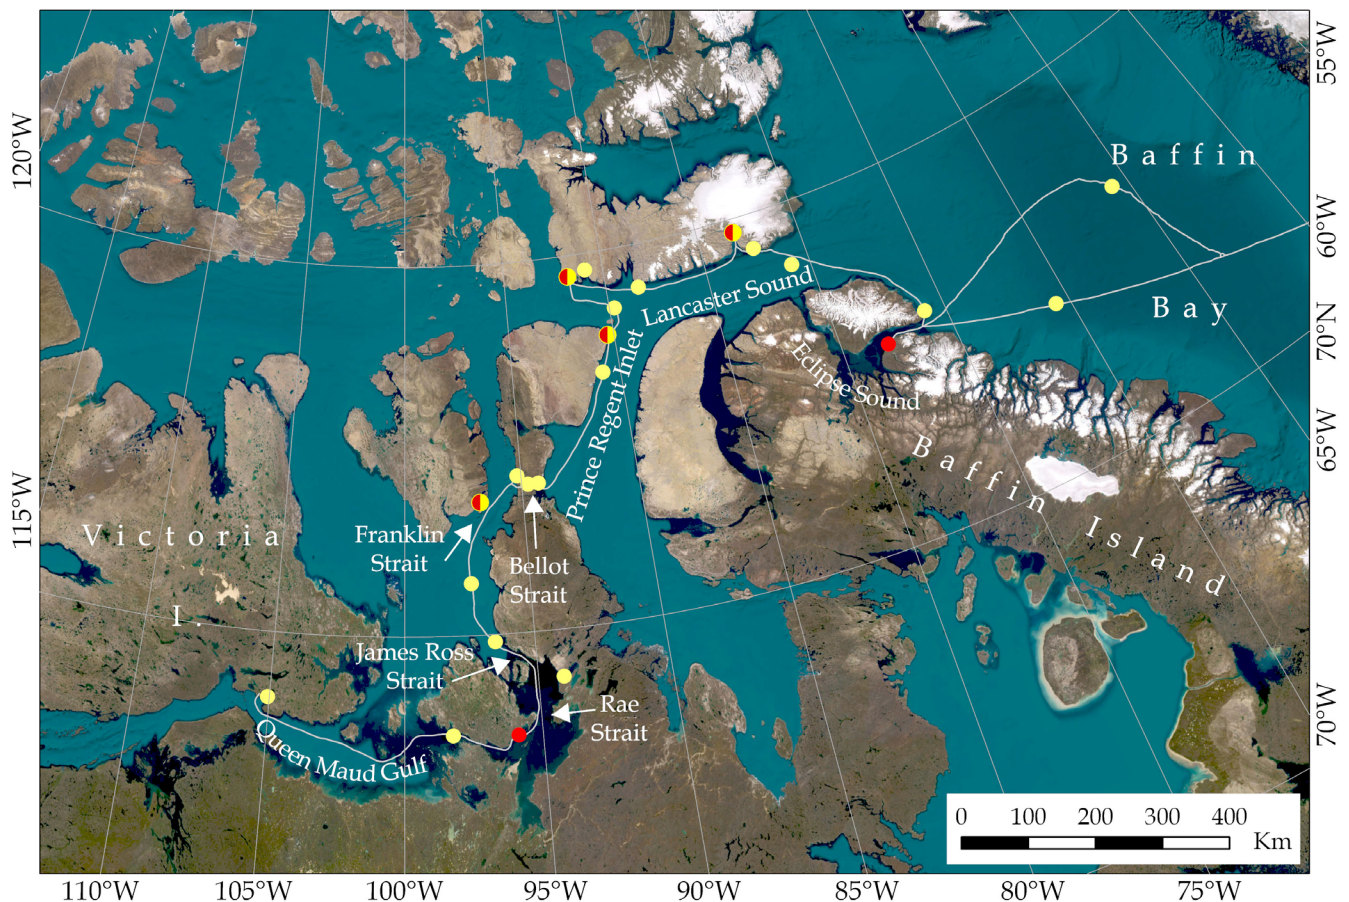 55°W
120°W
Baffin
60°W
Lancaster Sound
Bay
Prince Regent Inlet
70°N
Eclipse Sound
65°W
Baffin Island
115°W
Victoria
I.
Franklin
Strait
Bellot
Strait
James Ross
Strait
Rae
Strait
70°W
Queen Maud Gulf
0 100 200 300 400
Km
110°W 105°W 100°W 95°W 90°W 85°W 80°W 75°W